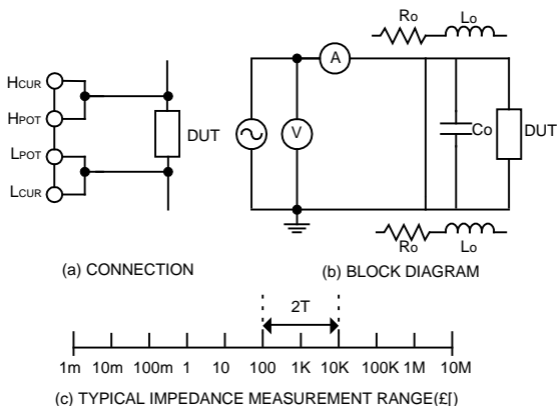 Ro Lo
HCUR
HPOT
LPOT
LCUR
DUT
A
V
Co
DUT
Ro Lo
(a) CONNECTION
(b) BLOCK DIAGRAM
2T
1m 10m 100m 1 10 100 1K 10K 100K 1M 10M
(c) TYPICAL IMPEDANCE MEASUREMENT RANGE(£[)